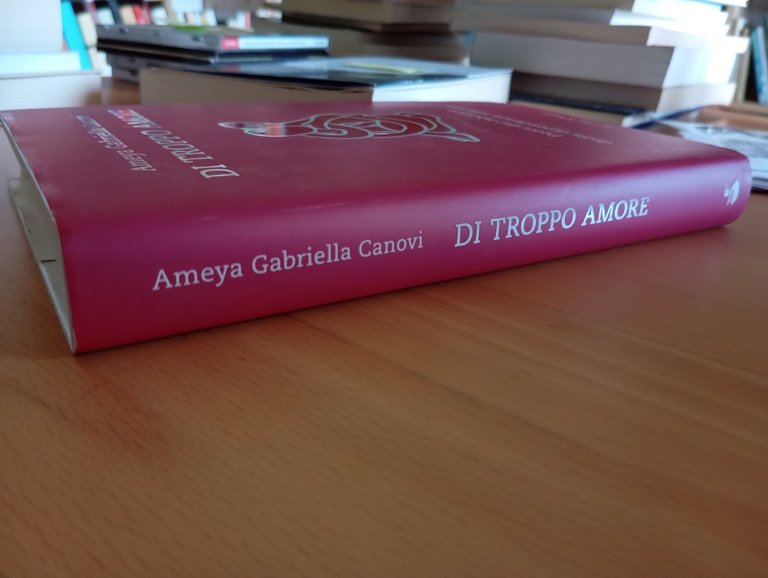 Ameya Gabriella Canovi DI TROPPO AMORE
Ameya Gabriella Canovi
DI TROPPO AMORE